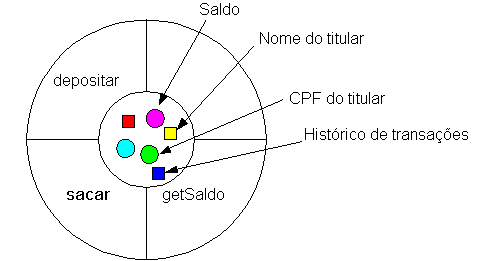 Saldo
Nome do titular
depositar
CPF do titular
Histórico de transações
sacar
getSaldo